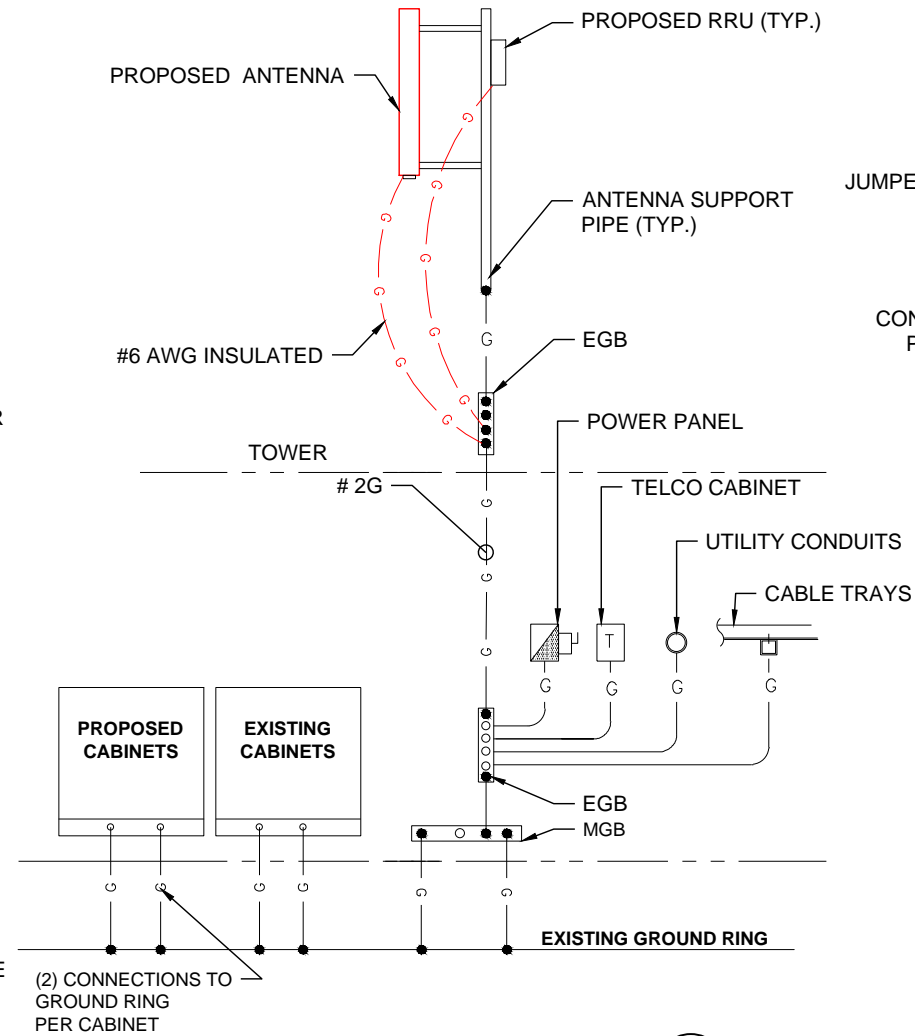 PROPOSED RRU (TYP.)
PROPOSED ANTENNA
JUMPE
ANTENNA SUPPORT
PIPE (TYP.)
G
G
G
G
G
G
G
G
G
G
CON
P
#6 AWG INSULATED
EGB
R
POWER PANEL
TOWER
# 2G
TELCO CABINET
G
UTILITY CONDUITS
G
CABLE TRAYS
T
G
G
G
G
G
PROPOSED
CABINETS
EXISTING
CABINETS
EGB
MGB
G
G
G
G
G
G
EXISTING GROUND RING
E
(2) CONNECTIONS TO
GROUND RING
PER CABINET